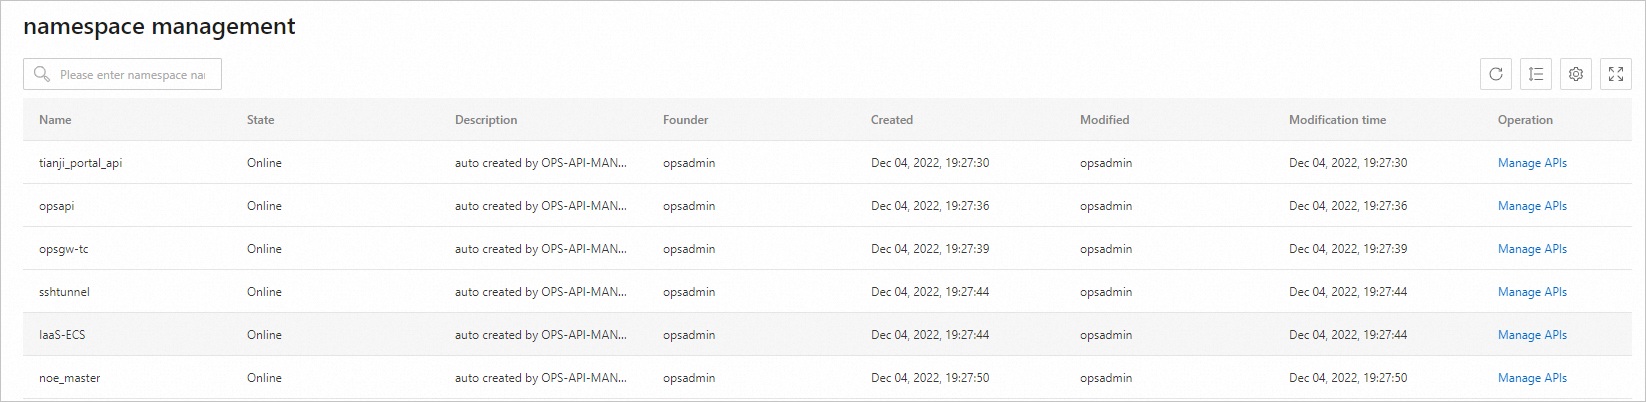 namespace management
Please enter namespace nai
Name State Description Founder Created Modified Modification time Operation
tianji_portal_api Online auto created by OPS-API-MAN... opsadmin Dec 04, 2022, 19:27:30 opsadmin Dec 04, 2022, 19:27:30 Manage APIs
opsapi Online auto created by OPS-API-MAN... opsadmin Dec 04, 2022, 19:27:36 opsadmin Dec 04, 2022, 19:27:36 Manage APIs
opsgw-tc Online auto created by OPS-API-MAN... opsadmin Dec 04, 2022, 19:27:39 opsadmin Dec 04, 2022, 19:27:39 Manage APIs
sshtunnel Online auto created by OPS-API-MAN... opsadmin Dec 04, 2022, 19:27:44 opsadmin Dec 04, 2022, 19:27:44 Manage APIs
IaaS-ECS Online auto created by OPS-API-MAN... opsadmin Dec 04, 2022, 19:27:44 opsadmin Dec 04, 2022, 19:27:44 Manage APIs
noe_master Online auto created by OPS-API-MAN... opsadmin Dec 04, 2022, 19:27:50 opsadmin Dec 04, 2022, 19:27:50 Manage APIs